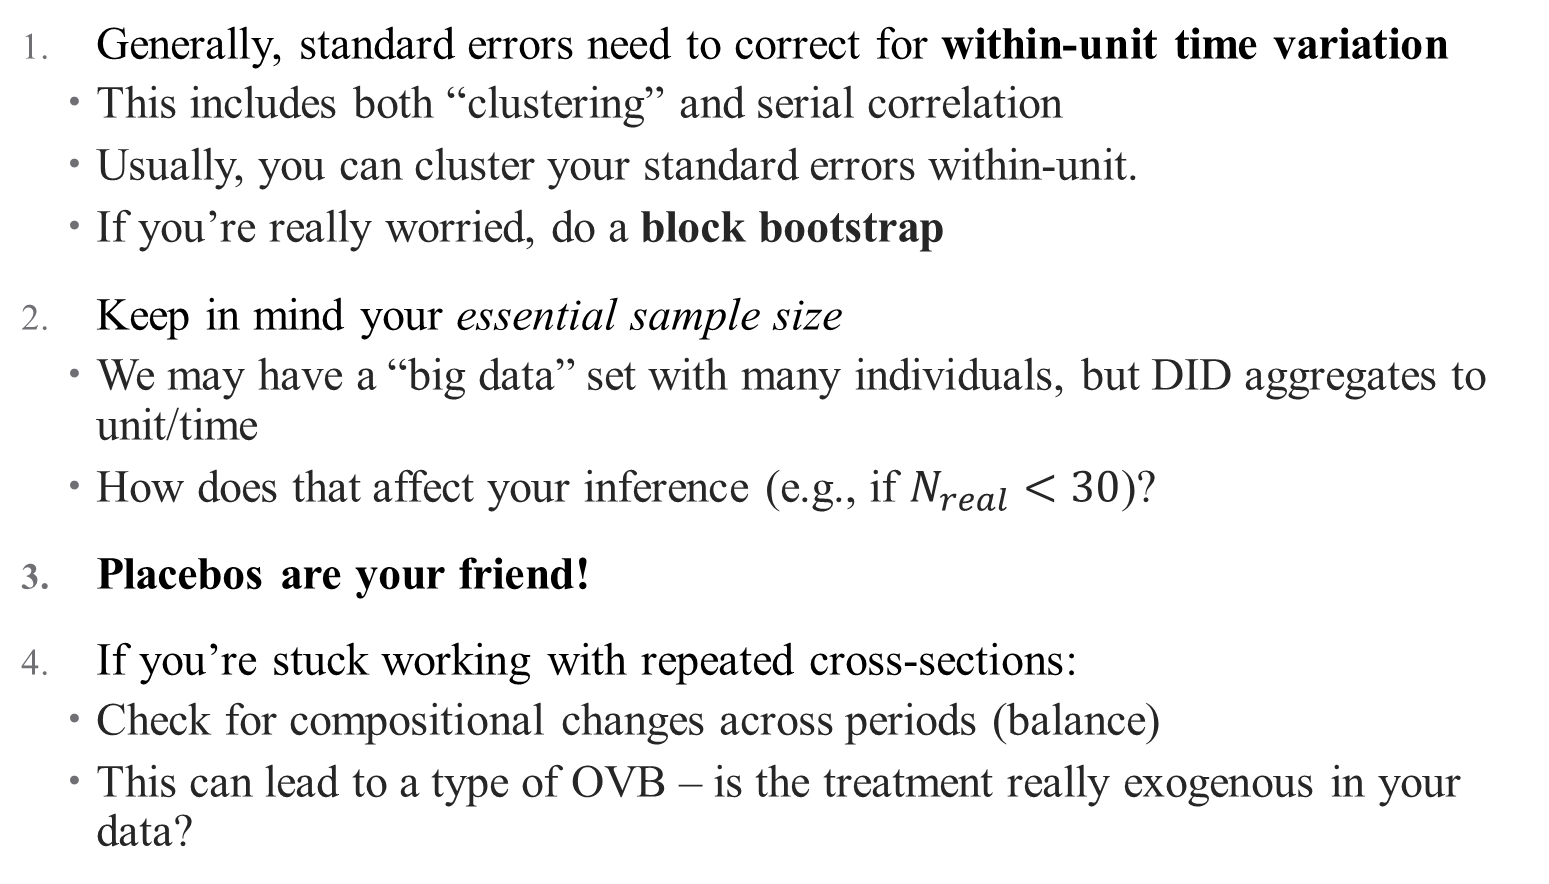 1. Generally, standard errors need to correct for within-unit time variation
• This includes both “clustering” and serial correlation
• Usually, you can cluster your standard errors within-unit.
• If you’re really worried, do a block bootstrap
2. Keep in mind your essential sample size
• We may have a “big data” set with many individuals, but DID aggregates to
unit/time
• How does that affect your inference (e.g., if N_real < 30)?
3. Placebos are your friend!
4. If you’re stuck working with repeated cross-sections:
• Check for compositional changes across periods (balance)
• This can lead to a type of OVB – is the treatment really exogenous in your
data?